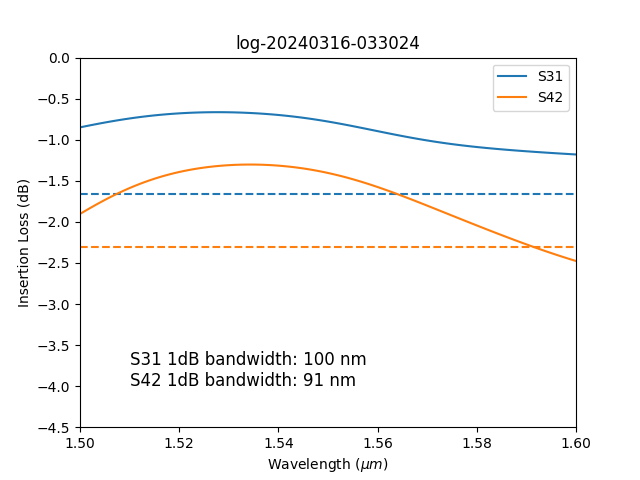 log-20240316-033024
0.0
−0.5
−1.0
−1.5
−2.0
−2.5
−3.0
−3.5
−4.0
−4.5
Insertion Loss (dB)
S31
S42
S31 1dB bandwidth: 100 nm
S42 1dB bandwidth: 91 nm
1.50 1.52 1.54 1.56 1.58 1.60
Wavelength (μm)